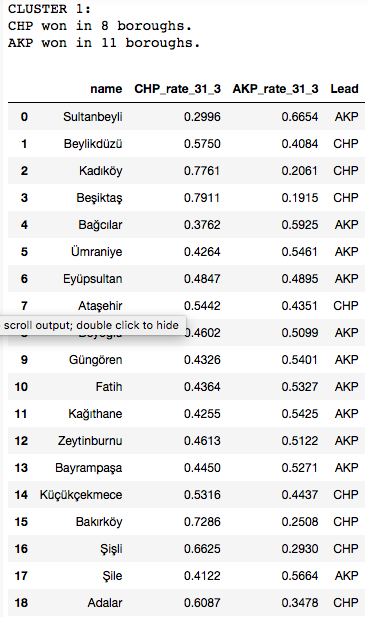 CLUSTER 1:
CHP won in 8 boroughs.
AKP won in 11 boroughs.
name CHP_rate_31_3 AKP_rate_31_3 Lead
0 Sultanbeyli 0.2996 0.6654 AKP
1 Beylikdüzü 0.5750 0.4084 CHP
2 Kadıköy 0.7761 0.2061 CHP
3 Beşiktaş 0.7911 0.1915 CHP
4 Bağcılar 0.3762 0.5925 AKP
5 Ümraniye 0.4264 0.5461 AKP
6 Eyüpsultan 0.4847 0.4895 AKP
7 Ataşehir 0.5442 0.4351 CHP
scroll output; double click to hide
0.4602 0.5099 AKP
9 Güngören 0.4326 0.5401 AKP
10 Fatih 0.4364 0.5327 AKP
11 Kağıthane 0.4255 0.5425 AKP
12 Zeytinburnu 0.4613 0.5122 AKP
13 Bayrampaşa 0.4450 0.5271 AKP
14 Küçükçekmece 0.5316 0.4437 CHP
15 Bakırköy 0.7286 0.2508 CHP
16 Şişli 0.6625 0.2930 CHP
17 Şile 0.4122 0.5664 AKP
18 Adalar 0.6087 0.3478 CHP